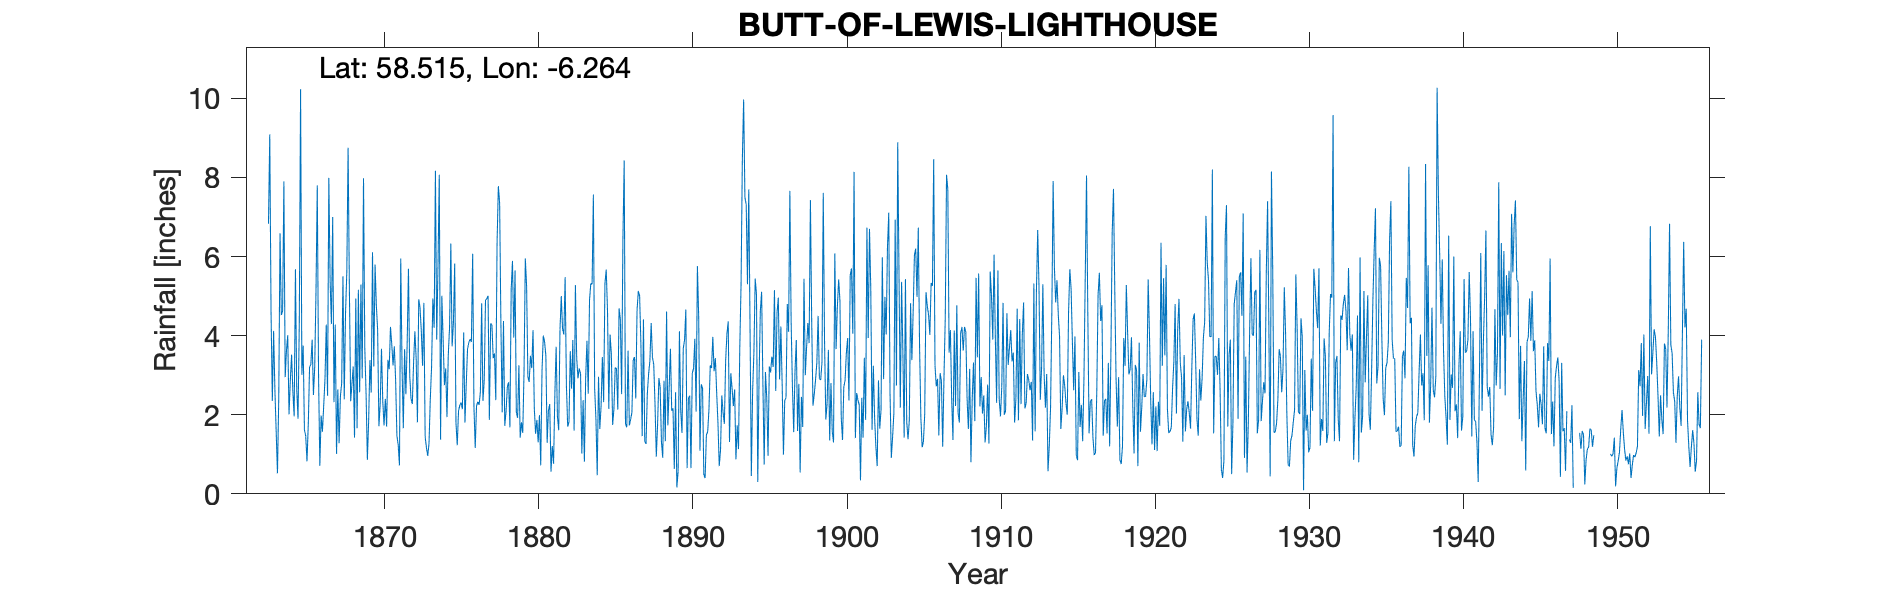 BUTT-OF-LEWIS-LIGHTHOUSE
Lat: 58.515, Lon: -6.264
Rainfall [inches]
10
8
6
4
2
0
1870 1880 1890 1900 1910 1920 1930 1940 1950
Year